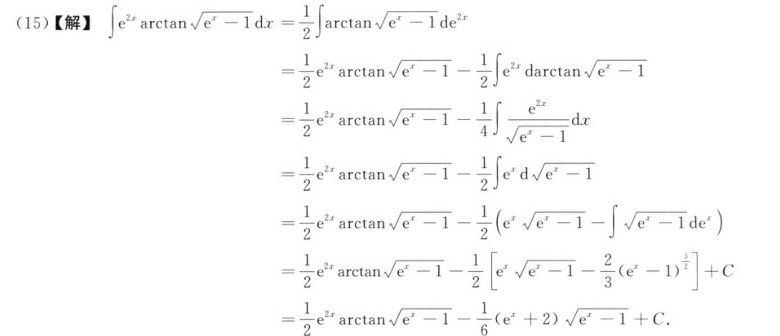 (15)【解】 ∫e^{2x} arctan √(e^x − 1) dx = 1/2 ∫arctan √(e^x − 1) de^{2x}
= 1/2 e^{2x} arctan √(e^x − 1) − 1/2 ∫e^{2x} darctan √(e^x − 1)
= 1/2 e^{2x} arctan √(e^x − 1) − 1/4 ∫ e^{2x}/√(e^x − 1) dx
= 1/2 e^{2x} arctan √(e^x − 1) − 1/2 ∫e^x d√(e^x − 1)
= 1/2 e^{2x} arctan √(e^x − 1) − 1/2 (e^x √(e^x − 1) − ∫ √(e^x − 1) de^x)
= 1/2 e^{2x} arctan √(e^x − 1) − 1/2 [e^x √(e^x − 1) − 2/3 (e^x − 1)^{3/2}] + C
= 1/2 e^{2x} arctan √(e^x − 1) − 1/6 (e^x + 2) √(e^x − 1) + C.